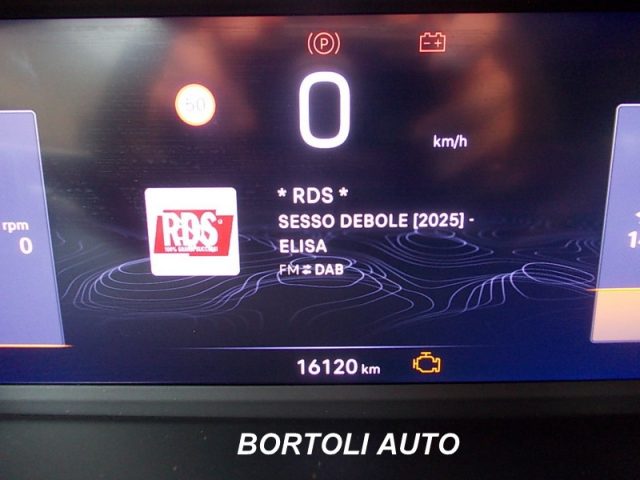 (P)
50
0
km/h
rpm
0
* RDS *
SESSO DEBOLE [2025] -
ELISA
FM DAB
RDS
16120 km
BORTOLI AUTO